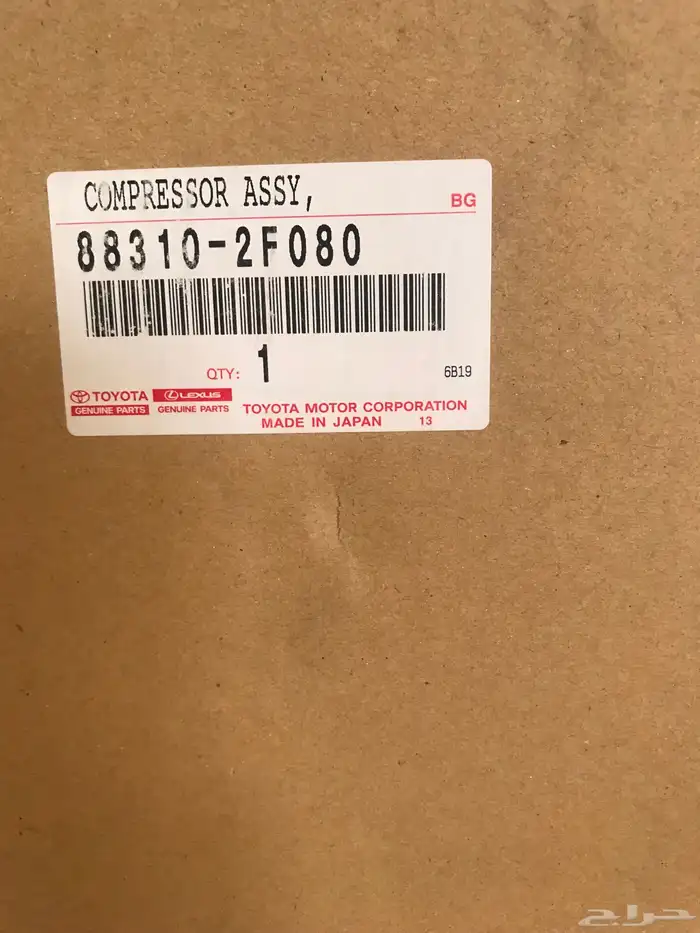 COMPRESSOR ASSY,
BG
88310-2F080
QTY: 1
6B19
TOYOTA LEXUS
GENUINE PARTS GENUINE PARTS
TOYOTA MOTOR CORPORATION
MADE IN JAPAN 13
حراج